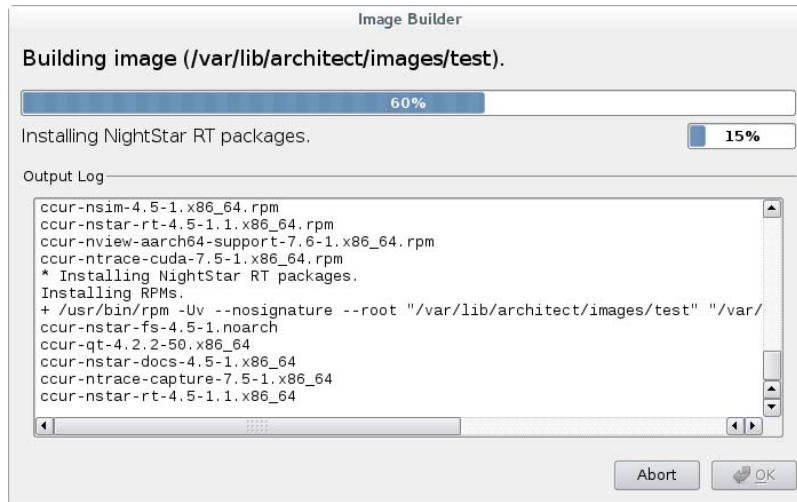 Image Builder
Building image (/var/lib/architect/images/test).
60%
Installing NightStar RT packages.
15%
Output Log
ccur-nsim-4.5-1.x86_64.rpm
ccur-nstar-rt-4.5-1.1.x86_64.rpm
ccur-nview-aarch64-support-7.6-1.x86_64.rpm
ccur-ntrace-cuda-7.5-1.x86_64.rpm
* Installing NightStar RT packages.
Installing RPMs.
+ /usr/bin/rpm -Uv --nosignature --root "/var/lib/architect/images/test" "/var/
ccur-nstar-fs-4.5-1.noarch
ccur-qt-4.2.2-50.x86_64
ccur-nstar-docs-4.5-1.x86_64
ccur-ntrace-capture-7.5-1.x86_64
ccur-nstar-rt-4.5-1.1.x86_64
Abort
OK